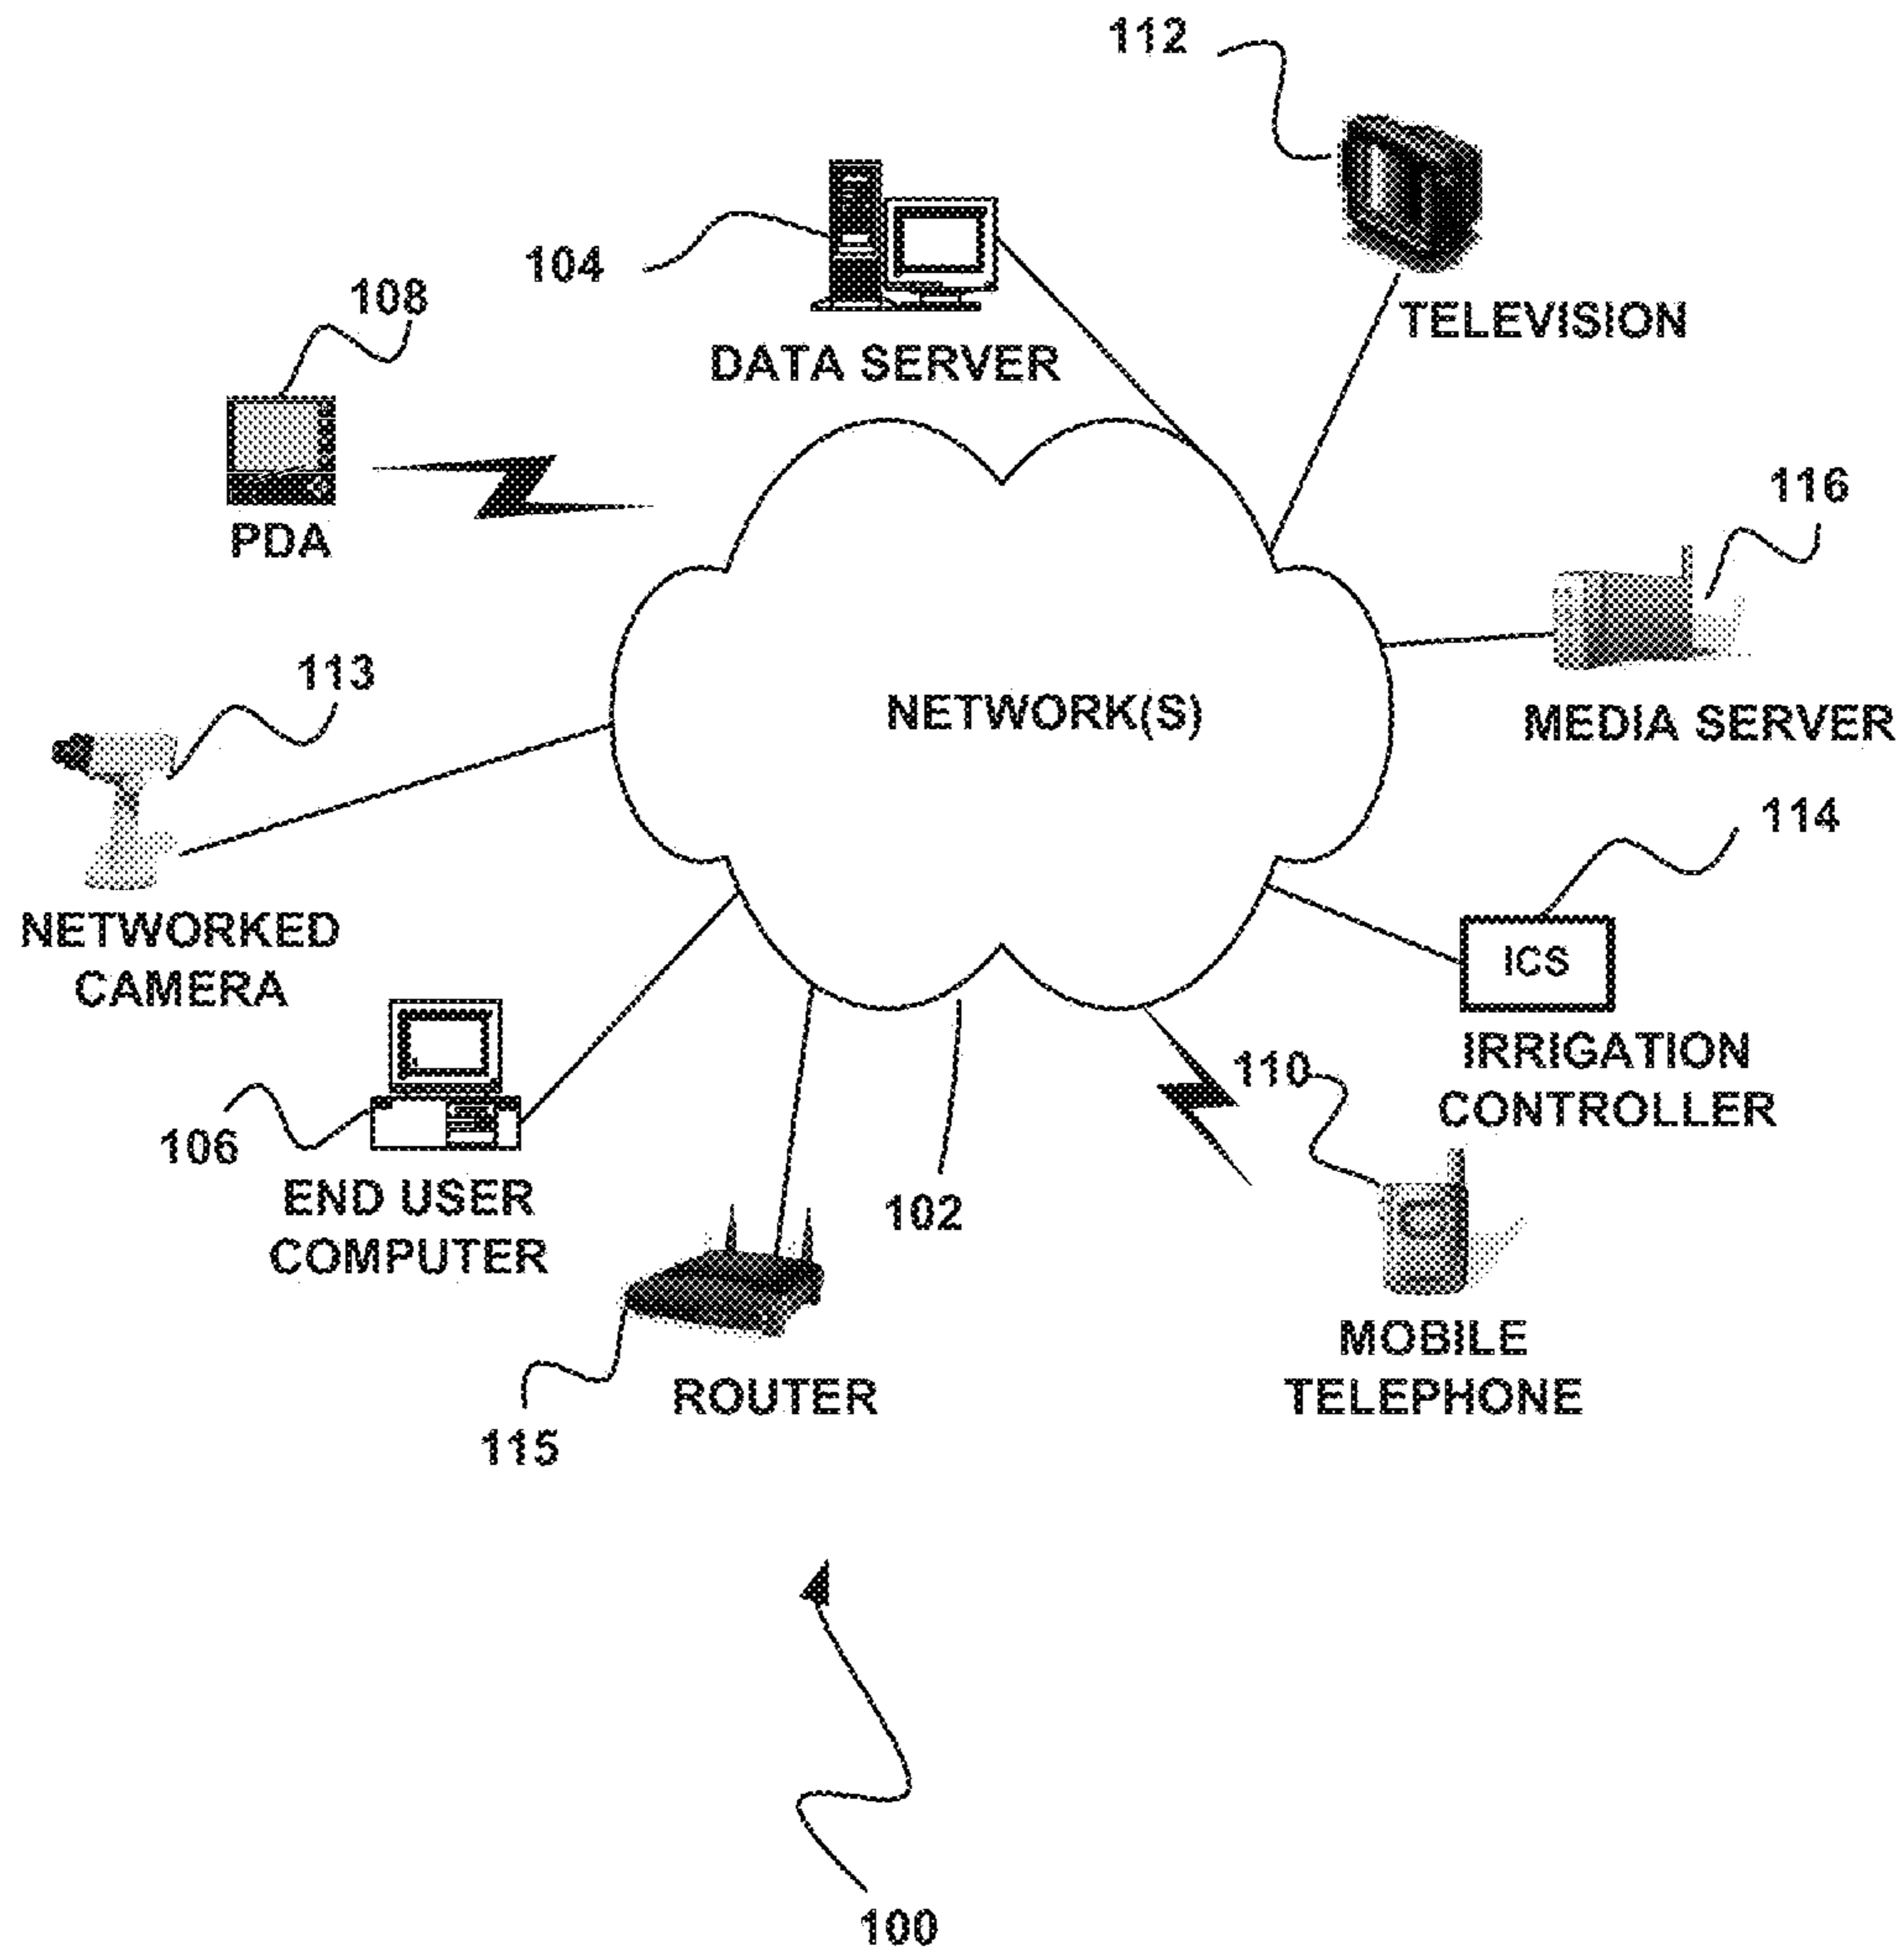 112
104
108
TELEVISION
DATA SERVER
116
PDA
113
NETWORK(S)
MEDIA SERVER
114
NETWORKED
CAMERA
ICS
IRRIGATION
CONTROLLER
110
106
END USER
COMPUTER
102
MOBILE
TELEPHONE
ROUTER
115
100